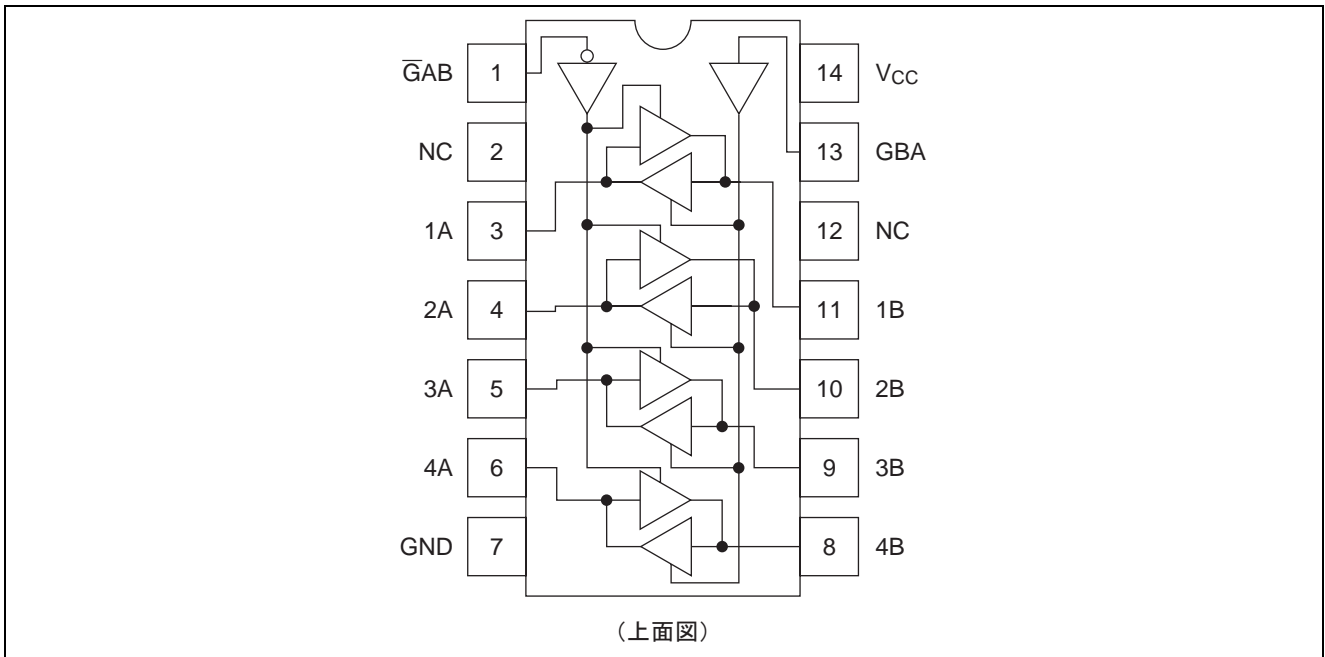 G̅AB 1 14 VCC
NC 2 13 GBA
1A 3 12 NC
2A 4 11 1B
3A 5 10 2B
4A 6 9 3B
GND 7 8 4B
(上面図)